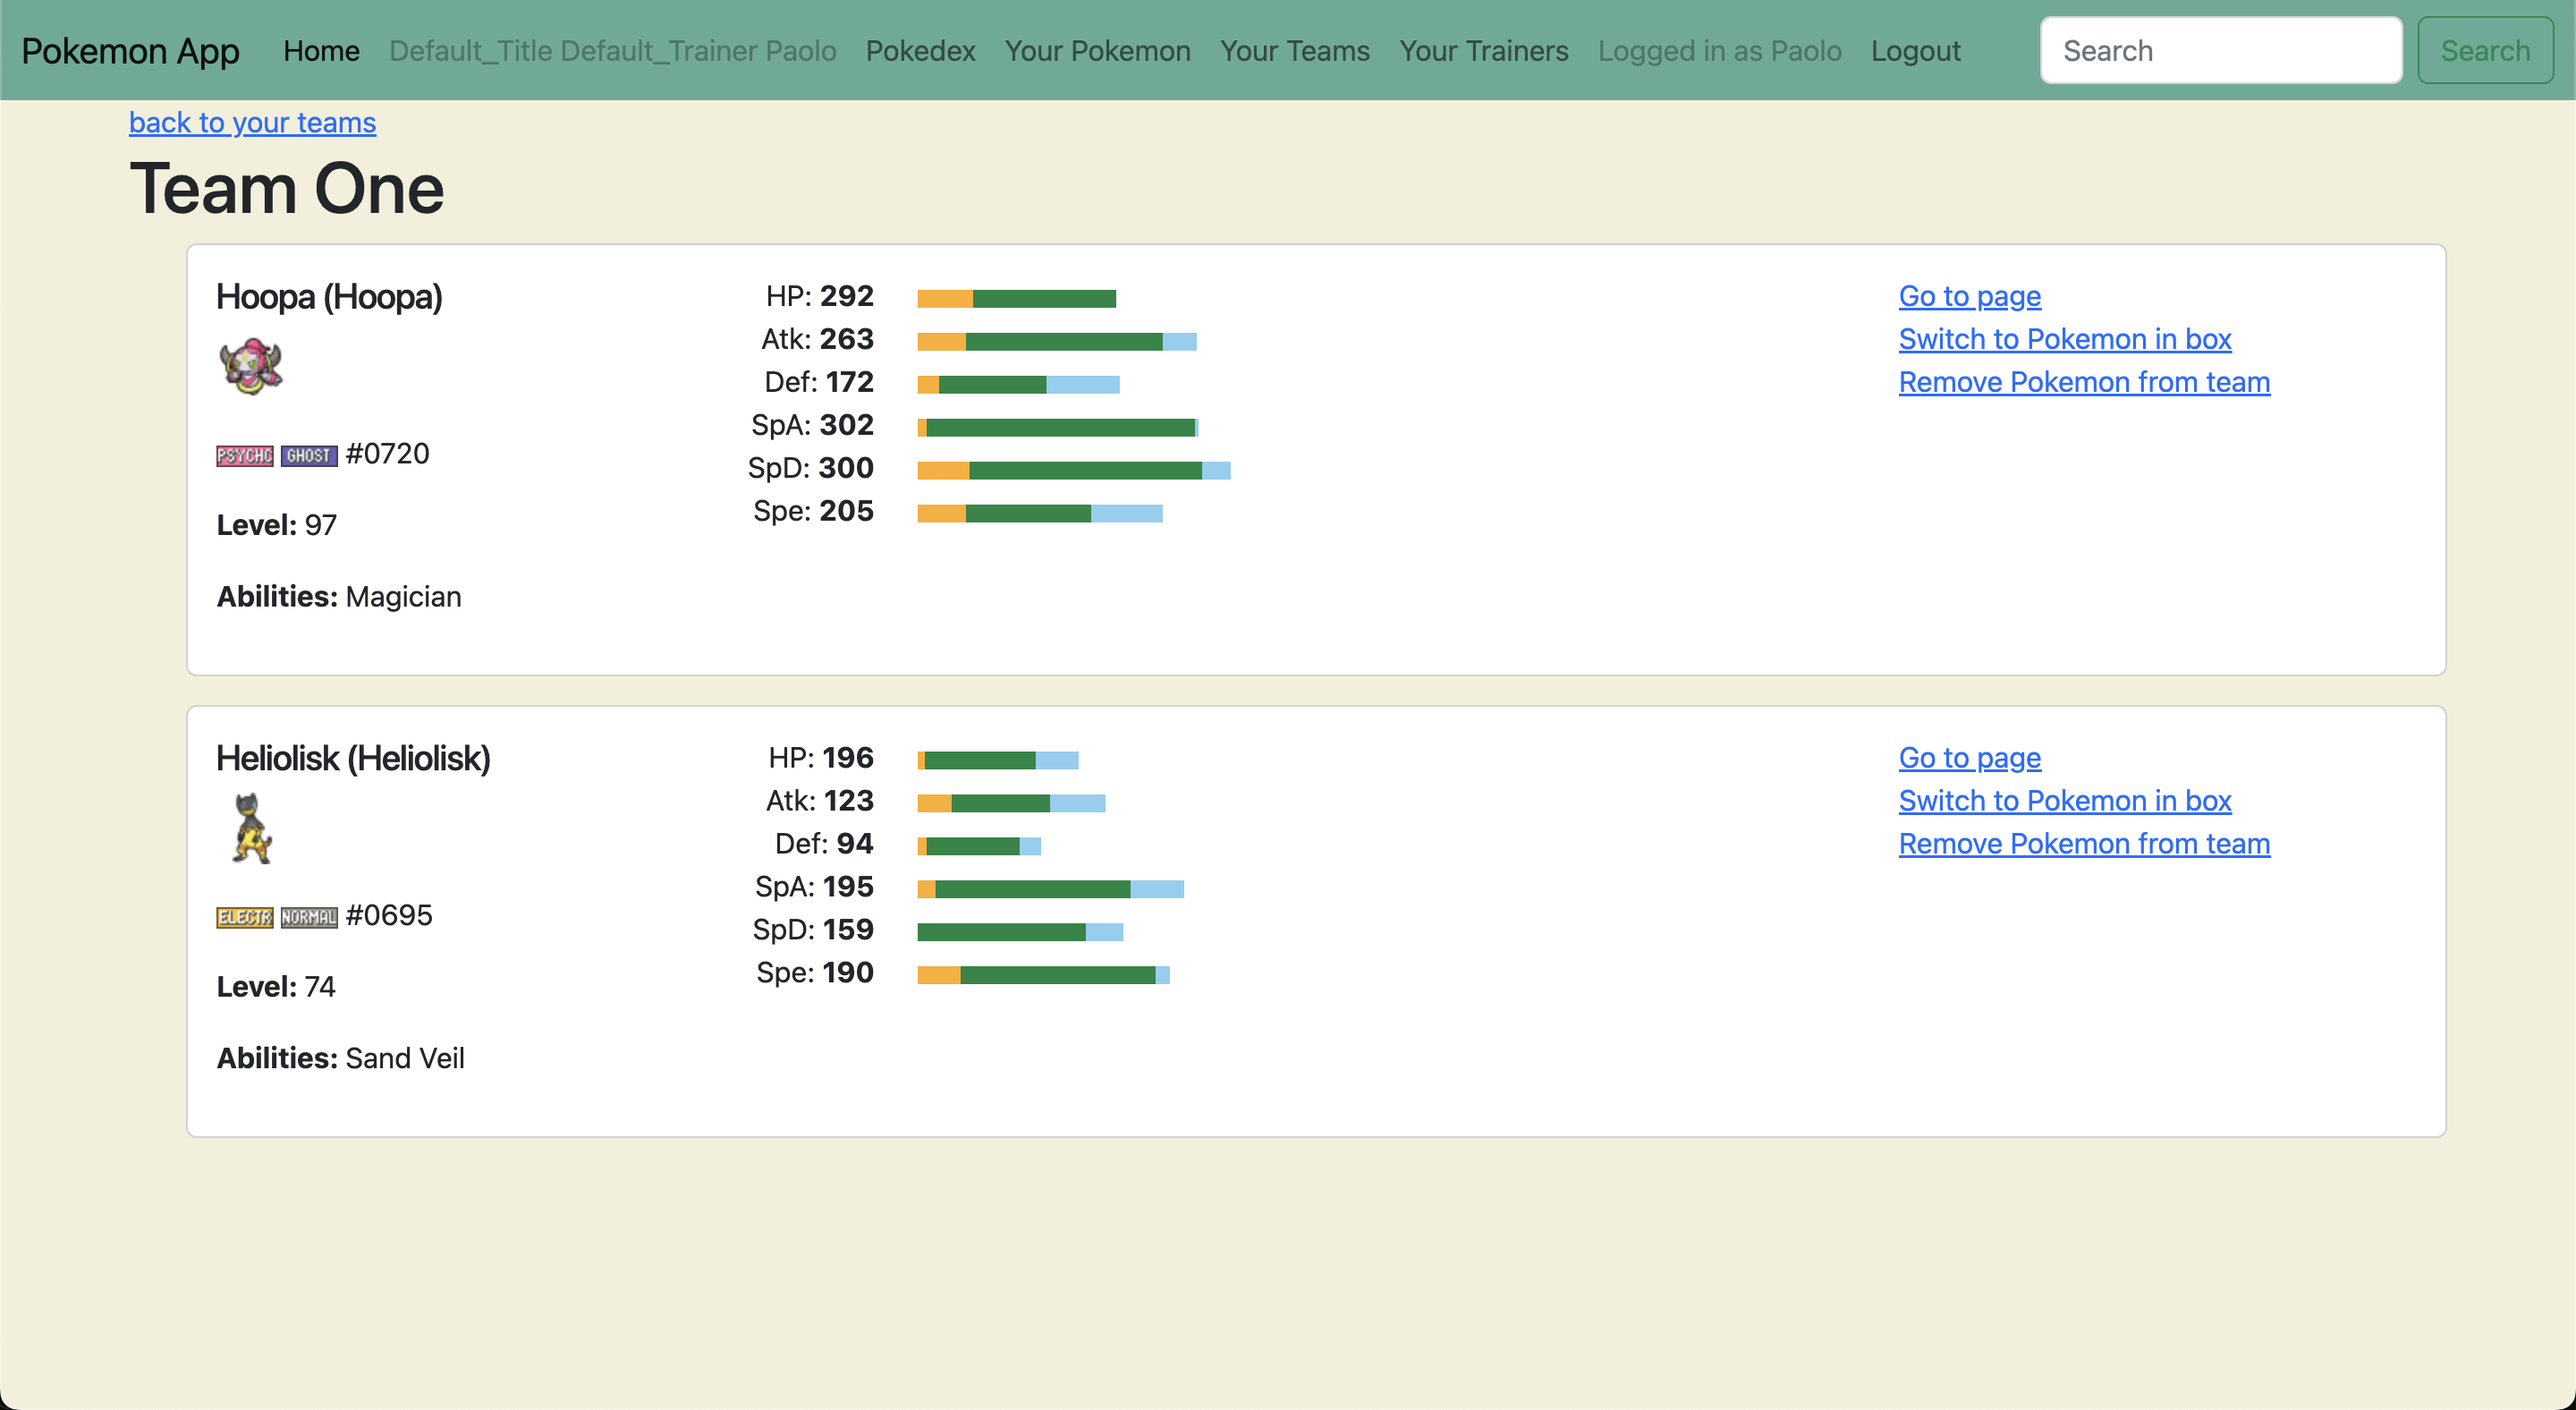 Pokemon App Home Default_Title Default_Trainer Paolo Pokedex Your Pokemon Your Teams Your Trainers Logged in as Paolo Logout Search Search
back to your teams
Team One
Hoopa (Hoopa)
PSYCHC GHOST #0720
Level: 97
Abilities: Magician
HP: 292
Atk: 263
Def: 172
SpA: 302
SpD: 300
Spe: 205
Go to page
Switch to Pokemon in box
Remove Pokemon from team
Heliolisk (Heliolisk)
ELECTR NORMAL #0695
Level: 74
Abilities: Sand Veil
HP: 196
Atk: 123
Def: 94
SpA: 195
SpD: 159
Spe: 190
Go to page
Switch to Pokemon in box
Remove Pokemon from team